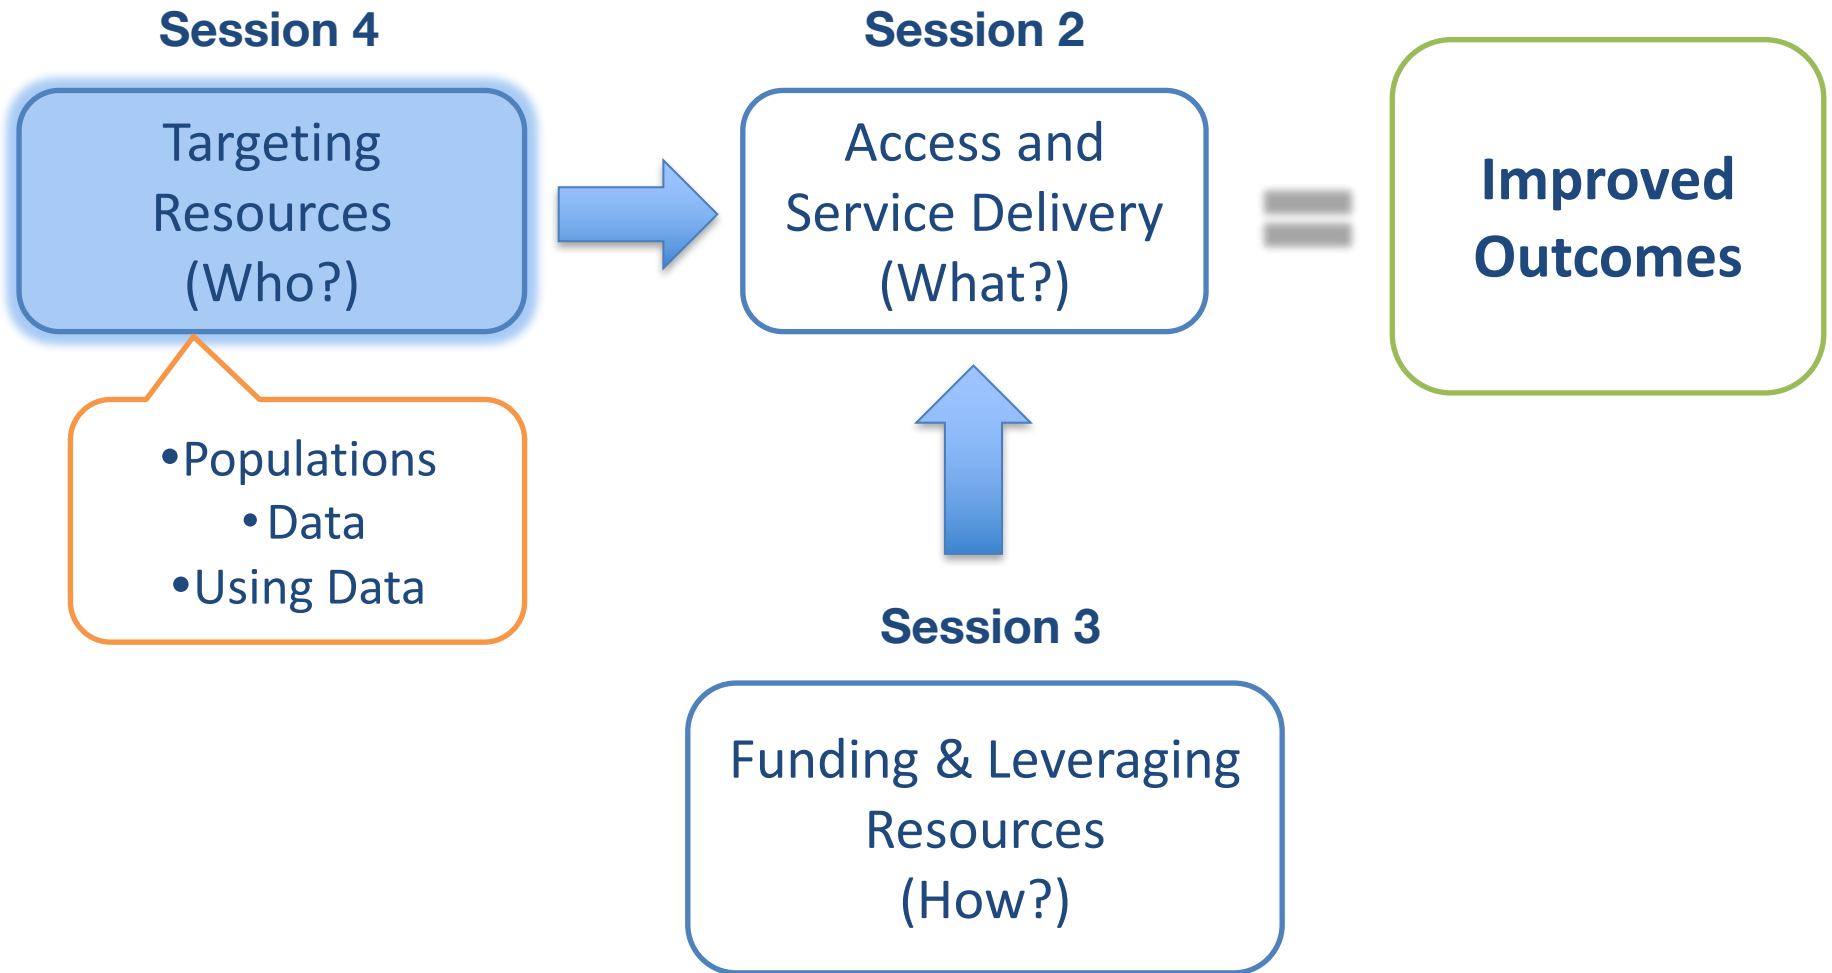 Session 4
Targeting
Resources
(Who?)
•Populations
•Data
•Using Data
Session 2
Access and
Service Delivery
(What?)
Session 3
Funding & Leveraging
Resources
(How?)
Improved
Outcomes